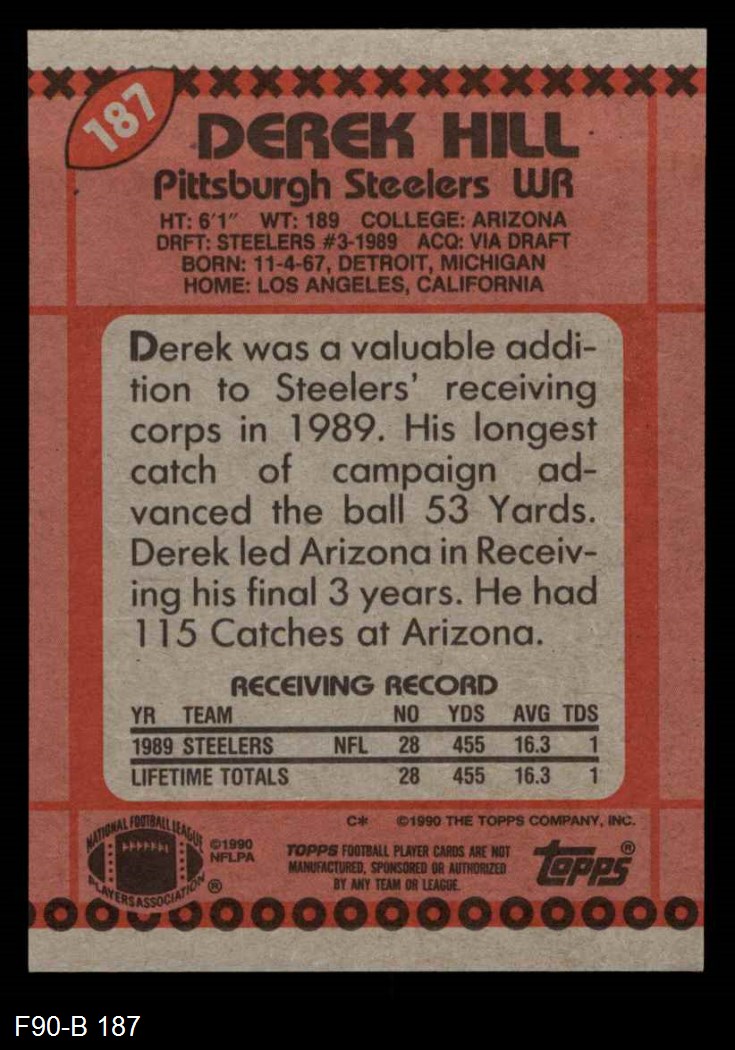 187
DEREK HILL
Pittsburgh Steelers WR
HT: 6'1" WT: 189 COLLEGE: ARIZONA
DRFT: STEELERS #3-1989 ACQ: VIA DRAFT
BORN: 11-4-67, DETROIT, MICHIGAN
HOME: LOS ANGELES, CALIFORNIA
Derek was a valuable addi-
tion to Steelers' receiving
corps in 1989. His longest
catch of campaign ad-
vanced the ball 53 Yards.
Derek led Arizona in Receiv-
ing his final 3 years. He had
115 Catches at Arizona.
RECEIVING RECORD
YR TEAM NO YDS AVG TDS
1989 STEELERS NFL 28 455 16.3 1
LIFETIME TOTALS 28 455 16.3 1
C* ©1990 THE TOPPS COMPANY, INC.
NATIONAL FOOTBALL LEAGUE
PLAYERS ASSOCIATION ®
©1990
NFLPA
TOPPS FOOTBALL PLAYER CARDS ARE NOT
MANUFACTURED, SPONSORED OR AUTHORIZED
BY ANY TEAM OR LEAGUE.
Topps®
F90-B 187